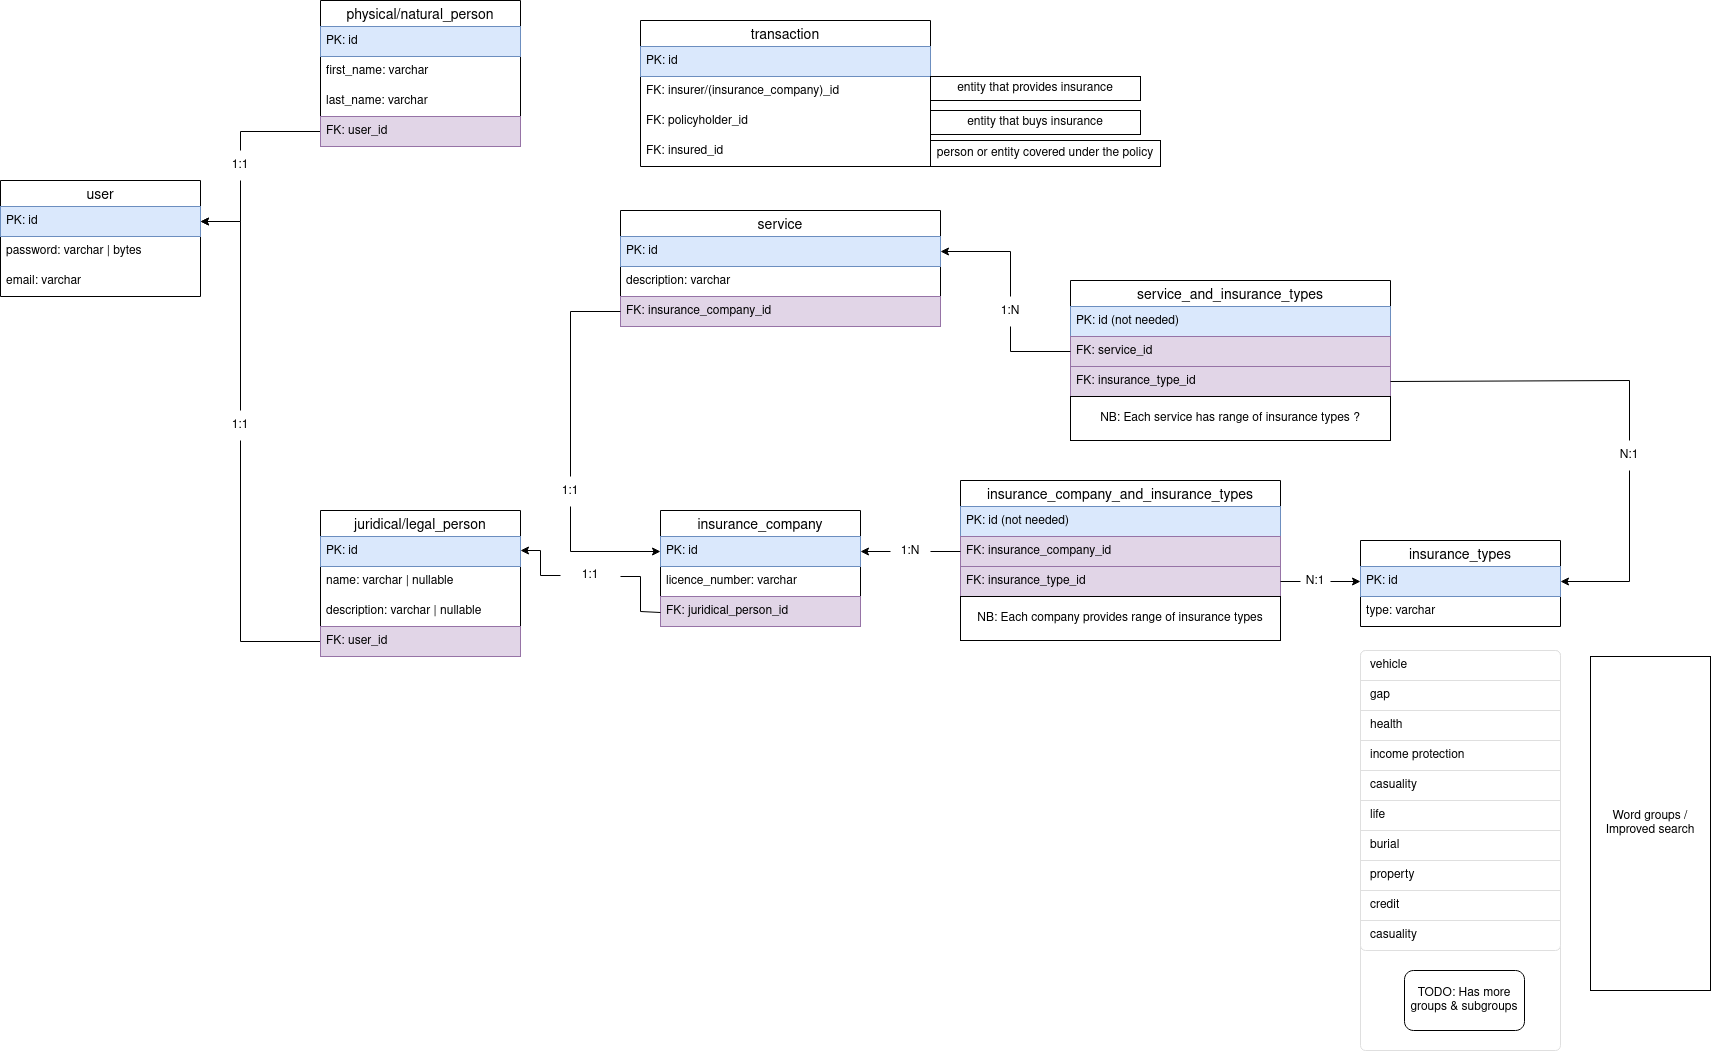 physical/natural_person
PK: id
first_name: varchar
last_name: varchar
FK: user_id
transaction
PK: id
FK: insurer/(insurance_company)_id
entity that provides insurance
FK: policyholder_id
entity that buys insurance
FK: insured_id
person or entity covered under the policy
1:1
user
PK: id
password: varchar | bytes
email: varchar
service
PK: id
description: varchar
FK: insurance_company_id
1:N
service_and_insurance_types
PK: id (not needed)
FK: service_id
FK: insurance_type_id
NB: Each service has range of insurance types ?
1:1
N:1
1:1
juridical/legal_person
PK: id
name: varchar | nullable
description: varchar | nullable
FK: user_id
1:1
insurance_company
PK: id
licence_number: varchar
FK: juridical_person_id
1:N
insurance_company_and_insurance_types
PK: id (not needed)
FK: insurance_company_id
FK: insurance_type_id
NB: Each company provides range of insurance types
N:1
insurance_types
PK: id
type: varchar
vehicle
gap
health
income protection
casuality
life
burial
property
credit
casuality
TODO: Has more
groups & subgroups
Word groups /
Improved search